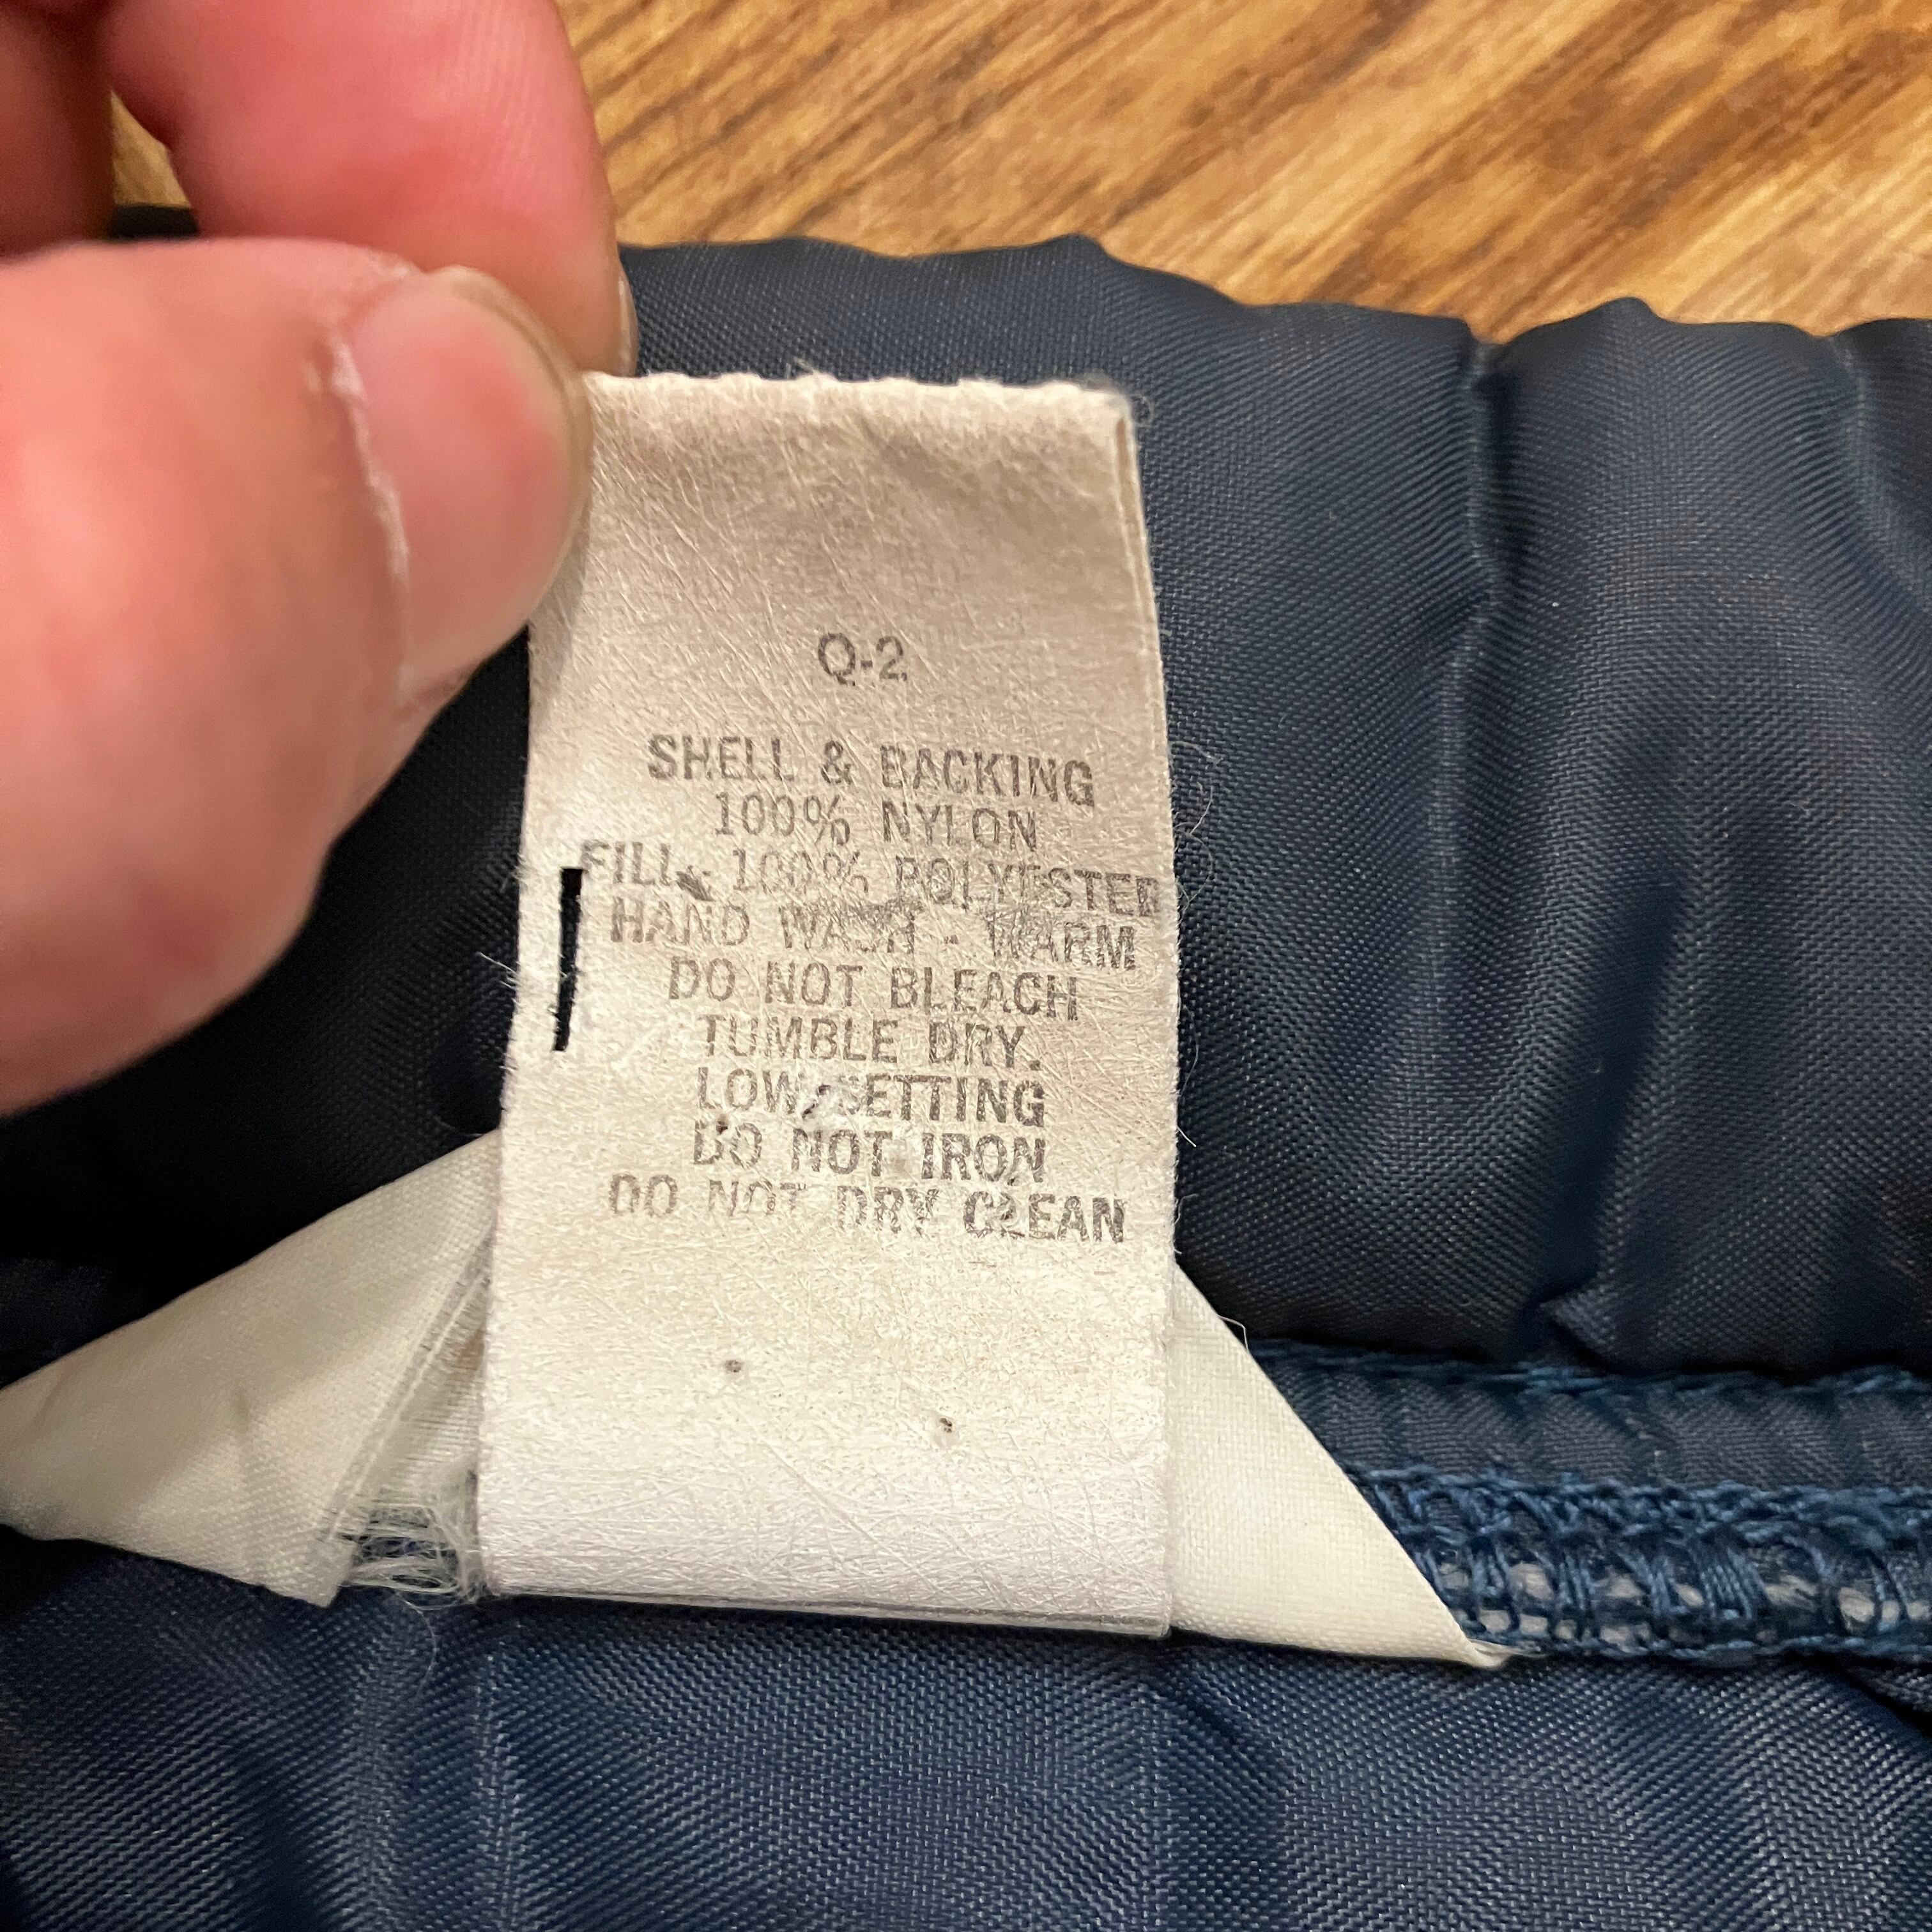 Q-2
SHELL & BACKING
100% NYLON
FILL - 100% POLYESTER
HAND WASH - WARM
DO NOT BLEACH
TUMBLE DRY.
LOW SETTING
DO NOT IRON
DO NOT DRY CLEAN